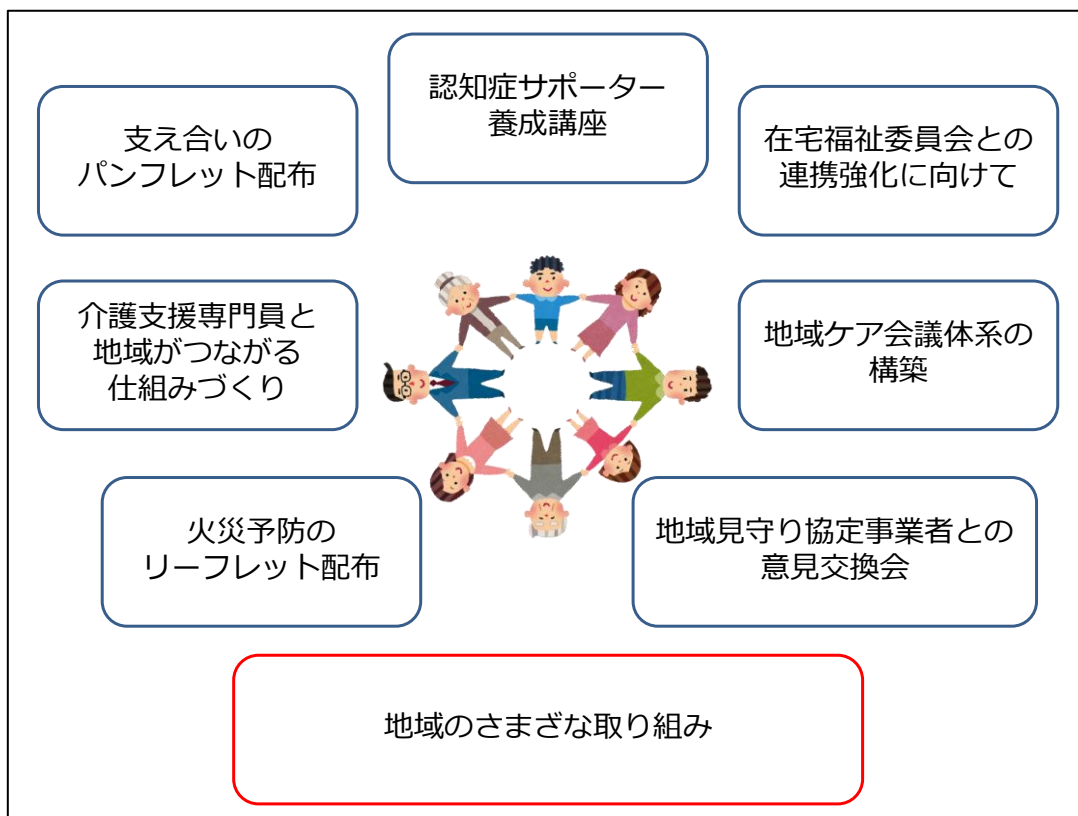 認知症サポーター
養成講座
支え合いの
パンフレット配布
在宅福祉委員会との
連携強化に向けて
介護支援専門員と
地域がつながる
仕組みづくり
地域ケア会議体系の
構築
火災予防の
リーフレット配布
地域見守り協定事業者との
意見交換会
地域のさまざな取り組み